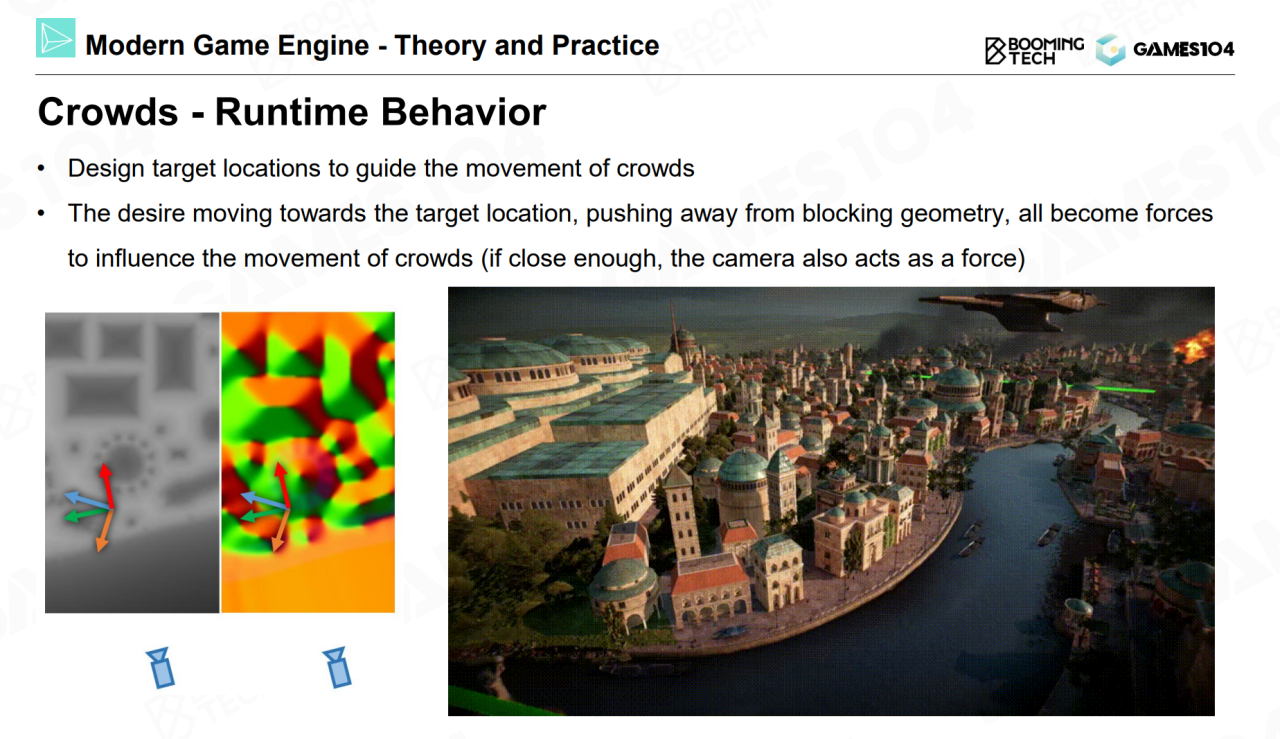 Modern Game Engine - Theory and Practice
BOOMING
TECH
GAMES104
Crowds - Runtime Behavior
• Design target locations to guide the movement of crowds
• The desire moving towards the target location, pushing away from blocking geometry, all become forces
to influence the movement of crowds (if close enough, the camera also acts as a force)